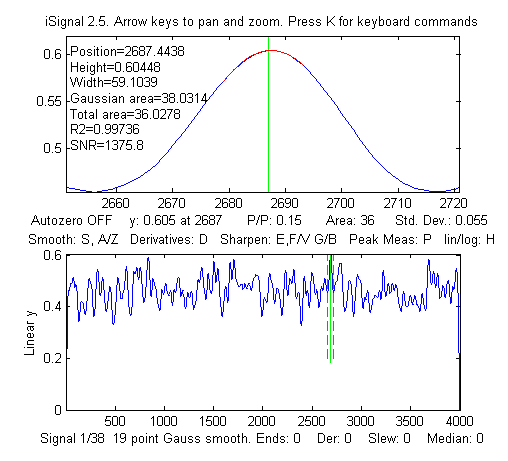 iSignal 2.5. Arrow keys to pan and zoom. Press K for keyboard commands
0.6
0.55
0.5
Position=2687.4438
Height=0.60448
Width=59.1039
Gaussian area=38.0314
Total area=36.0278
R2=0.99736
SNR=1375.8
2660 2670 2680 2690 2700 2710 2720
Autozero OFF y: 0.605 at 2687 P/P: 0.15 Area: 36 Std. Dev.: 0.055
Smooth: S, A/Z Derivatives: D Sharpen: E,F/V G/B Peak Meas: P lin/log: H
0.6
0.4
0.2
0
Linear y
500 1000 1500 2000 2500 3000 3500 4000
Signal 1/38 19 point Gauss smooth. Ends: 0 Der: 0 Slew: 0 Median: 0